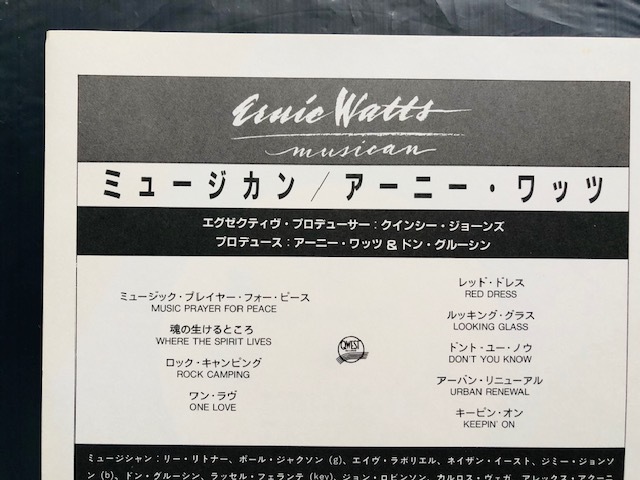 Ernie Watts
musican
ミュージカン／アーニー・ワッツ
エグゼクティヴ・プロデューサー：クインシー・ジョーンズ
プロデュース：アーニー・ワッツ & ドン・グルーシン
ミュージック・プレイヤー・フォー・ピース
MUSIC PRAYER FOR PEACE
魂の生けるところ
WHERE THE SPIRIT LIVES
ロック・キャンピング
ROCK CAMPING
ワン・ラヴ
ONE LOVE
QWEST
レッド・ドレス
RED DRESS
ルッキング・グラス
LOOKING GLASS
ドント・ユー・ノウ
DON'T YOU KNOW
アーバン・リニューアル
URBAN RENEWAL
キーピン・オン
KEEPIN' ON
ミュージシャン：リー・リトナー、ポール・ジャクソン (g)、エイヴ・ラボリエル、ネイザン・イースト、ジミー・ジョンソ
ン (b)、ドン・グルーシン、ラッセル・フェランテ (key)、ジョン・ロビンソン、カルロス・ヴェガ、アレックス・アクーニ